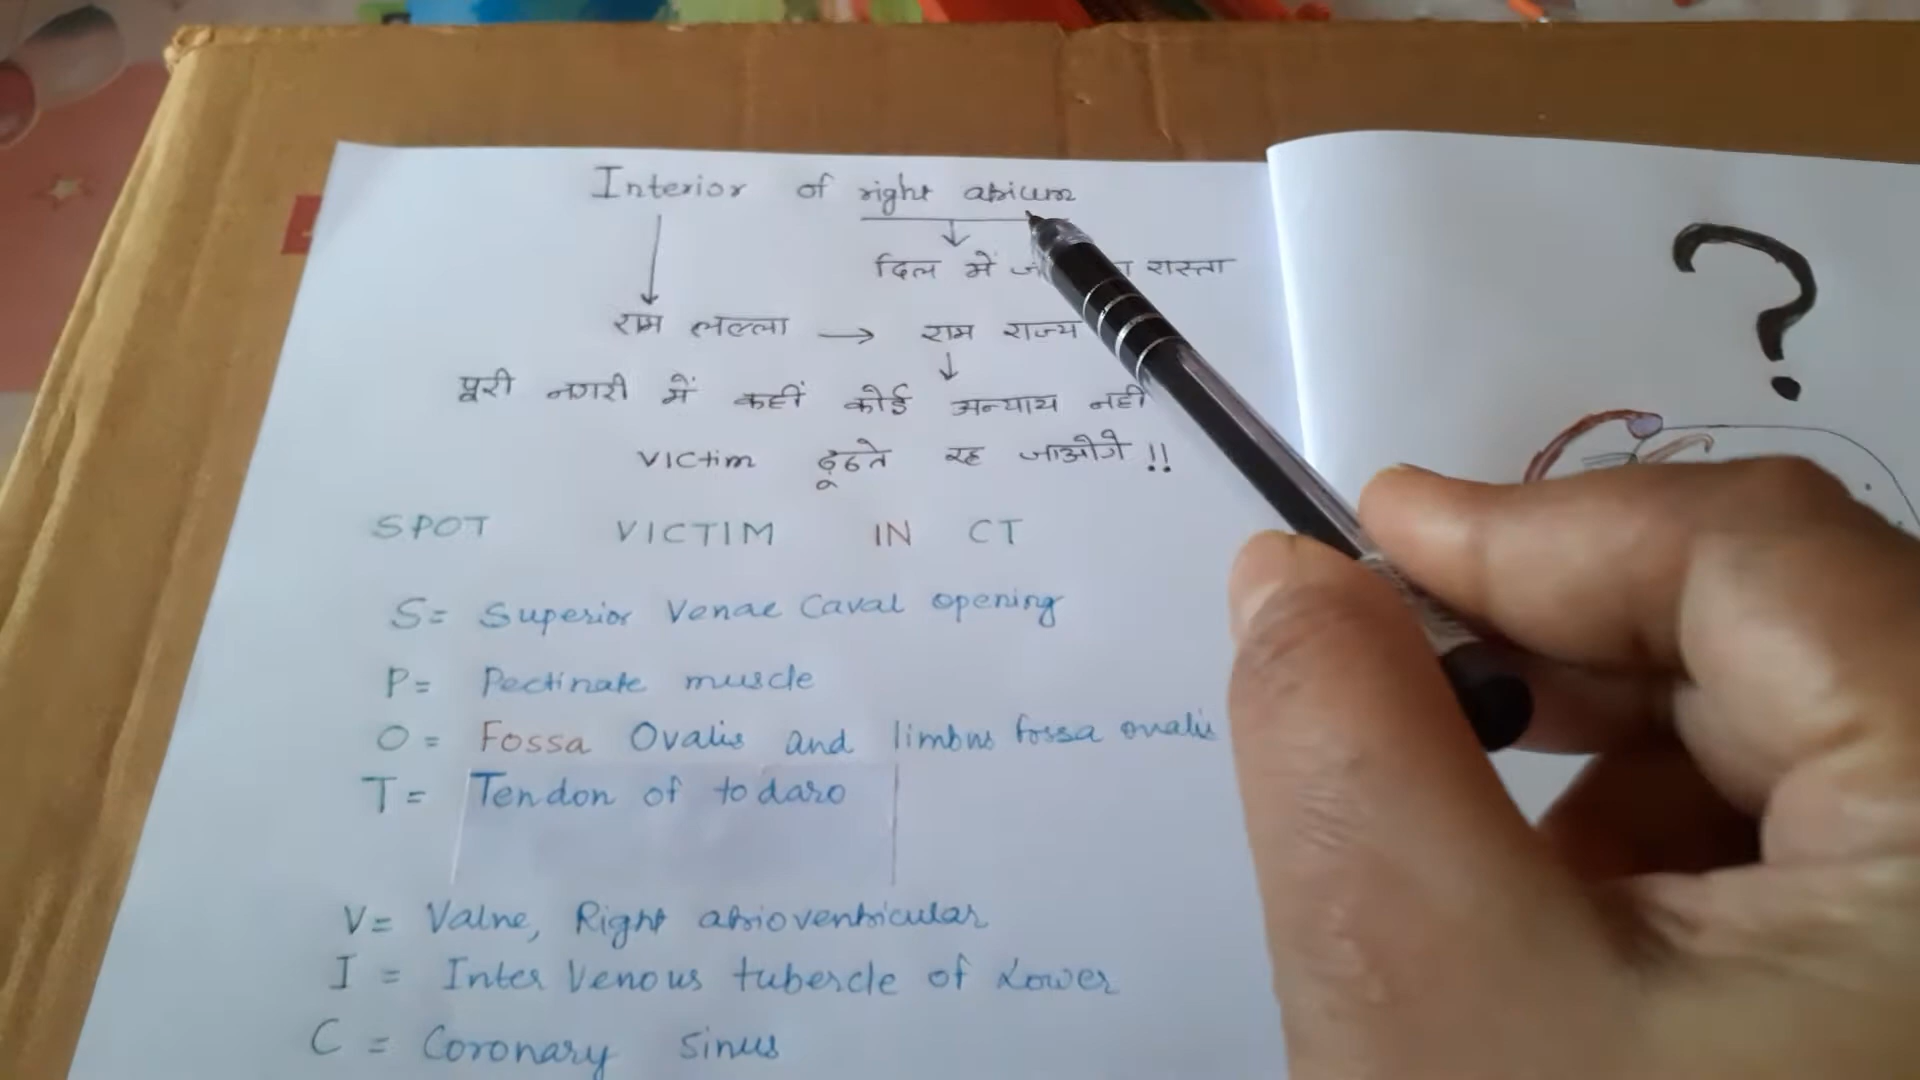 Interior of right atrium
दिल में रास्ता
राम लल्ला → राम राज्य
पूरी नगरी में कहीं कोई अन्याय नहीं
victim ढूढते रह जाओगे !!
SPOT VICTIM IN CT
S= Superior Venae Caval opening
P= Pectinate muscle
O= Fossa Ovalis and limbus fossa ovalis
T= Tendon of todaro
V= Valve, Right atrioventricular
I = Inter Venous tubercle of Lower
C = Coronary sinus
?